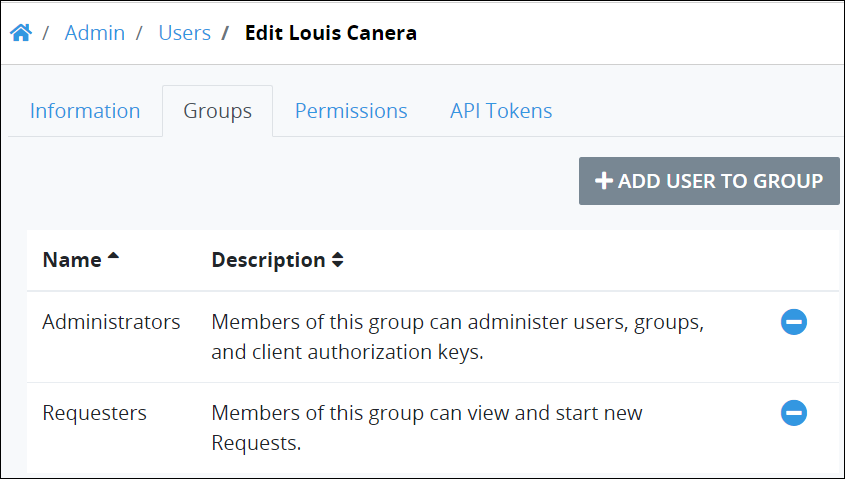 / Admin / Users / Edit Louis Canera
Information Groups Permissions API Tokens
ADD USER TO GROUP
Name Description
Administrators Members of this group can administer users, groups,
and client authorization keys.
Requesters Members of this group can view and start new
Requests.